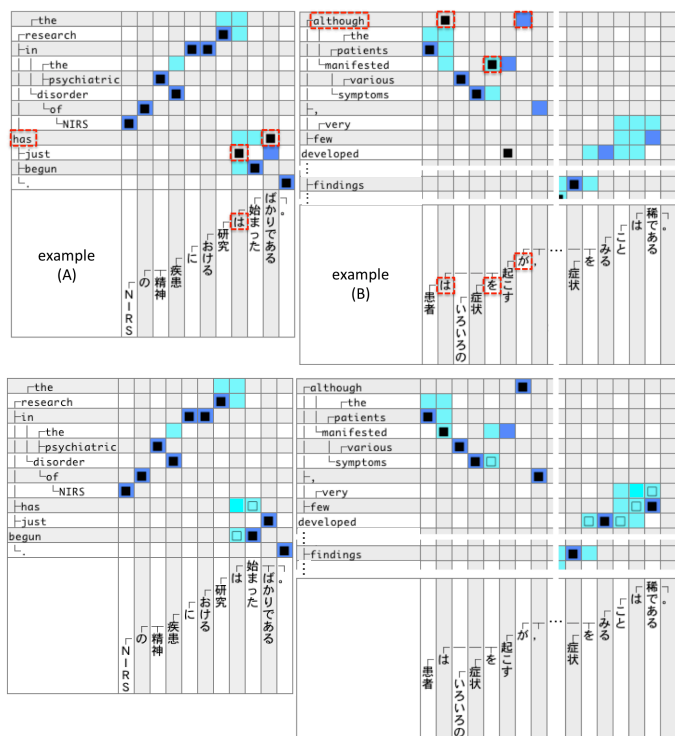 ┌the
┌research
├in
│ │ ┌the
│ │ ├psychiatric
│ └disorder
│ └of
│ └NIRS
has
├just
├begun
└.
example
(A)
┌NIRS
┌の
┬精神
┌疾患
┌に
┌おける
┌研究
┌は
┌始まった
ばかりである
┐。
┌although
│ ┌the
│ │ ┌patients
│ └manifested
│ │ ┌various
│ └symptoms
├,
│ ┌very
├few
developed
⋮
├findings
⋮
example
(B)
┌患者
┌は
┌いろいろの
┌症状
┬を
┌起こす
┌が
┬,
…
┌症状
┬を
┌みる
┌こと
┌は
稀である
┐。
┌the
┌research
├in
│ │ ┌the
│ │ ├psychiatric
│ └disorder
│ └of
│ └NIRS
├has
├just
begun
└.
┌NIRS
┌の
┬精神
┌疾患
┌に
┌おける
┌研究
┌は
始まった
┬ばかりである
┐。
┌although
│ │ ┌the
│ │ ┌patients
│ └manifested
│ │ ┌various
│ └symptoms
├,
│ ┌very
├few
developed
⋮
├findings
⋮
┌患者
┌は
┌いろいろの
┌症状
┬を
┌起こす
┌が
┬,
…
┌症状
┬を
┌みる
┌こと
┌は
稀である
┐。